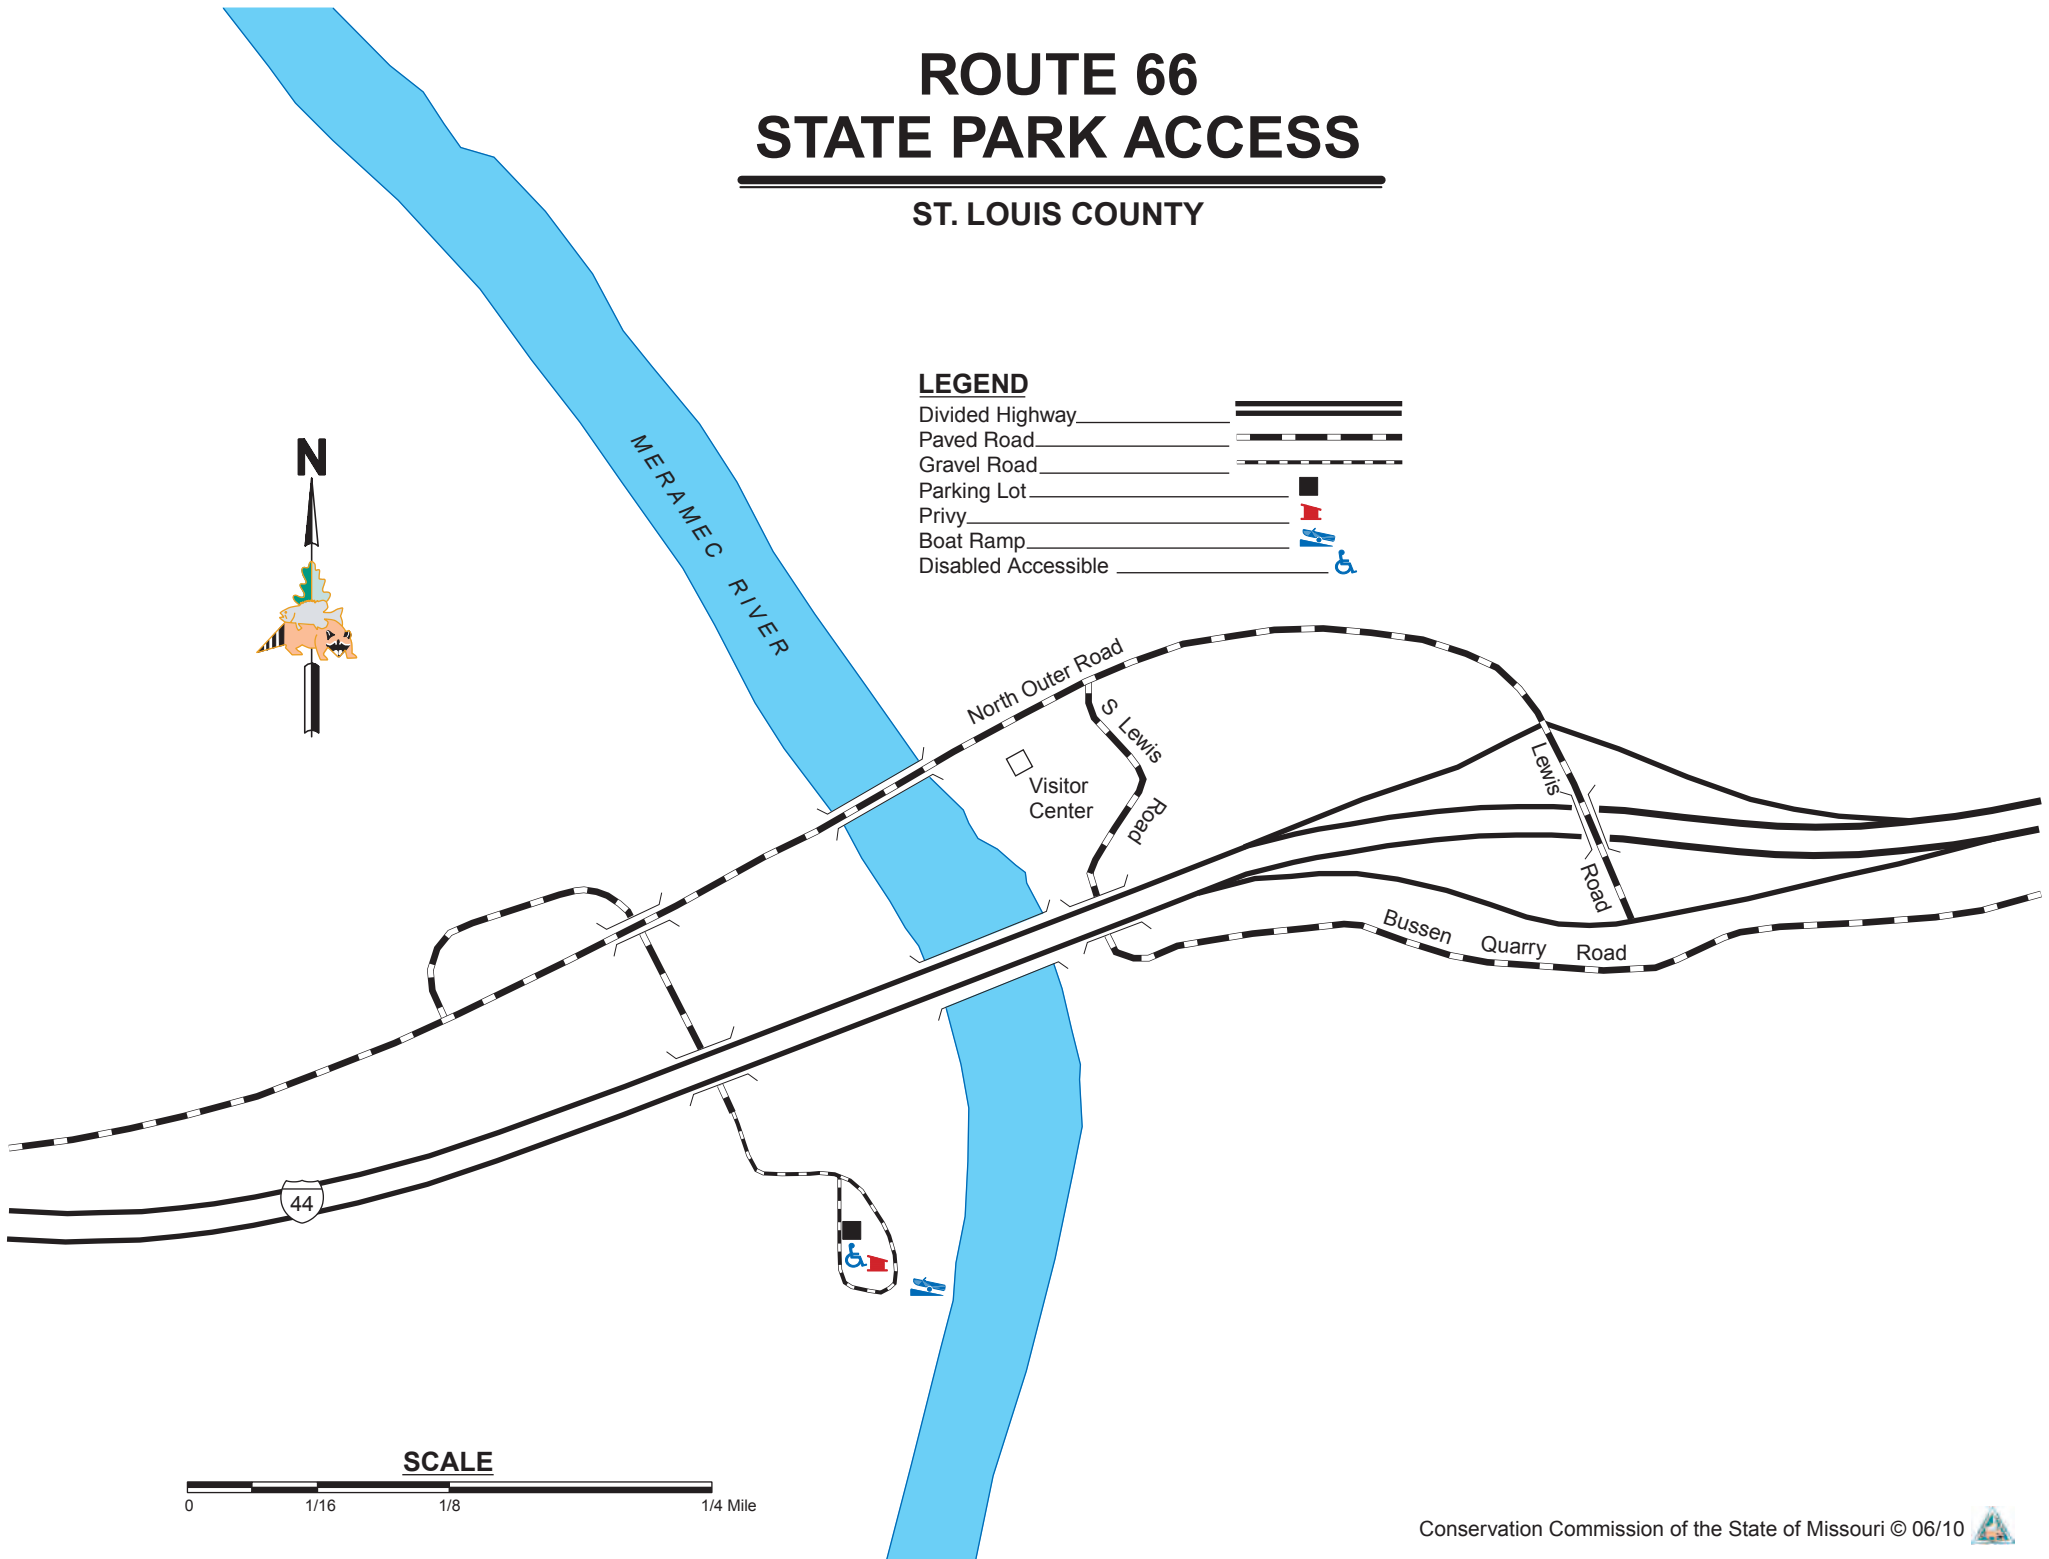 ROUTE 66
STATE PARK ACCESS
ST. LOUIS COUNTY
LEGEND
Divided Highway
Paved Road
Gravel Road
Parking Lot
Privy
Boat Ramp
Disabled Accessible
N
MERAMEC RIVER
North Outer Road
S Lewis
Road
Visitor
Center
Lewis
Road
Bussen Quarry Road
44
SCALE
0 1/16 1/8 1/4 Mile
Conservation Commission of the State of Missouri © 06/10